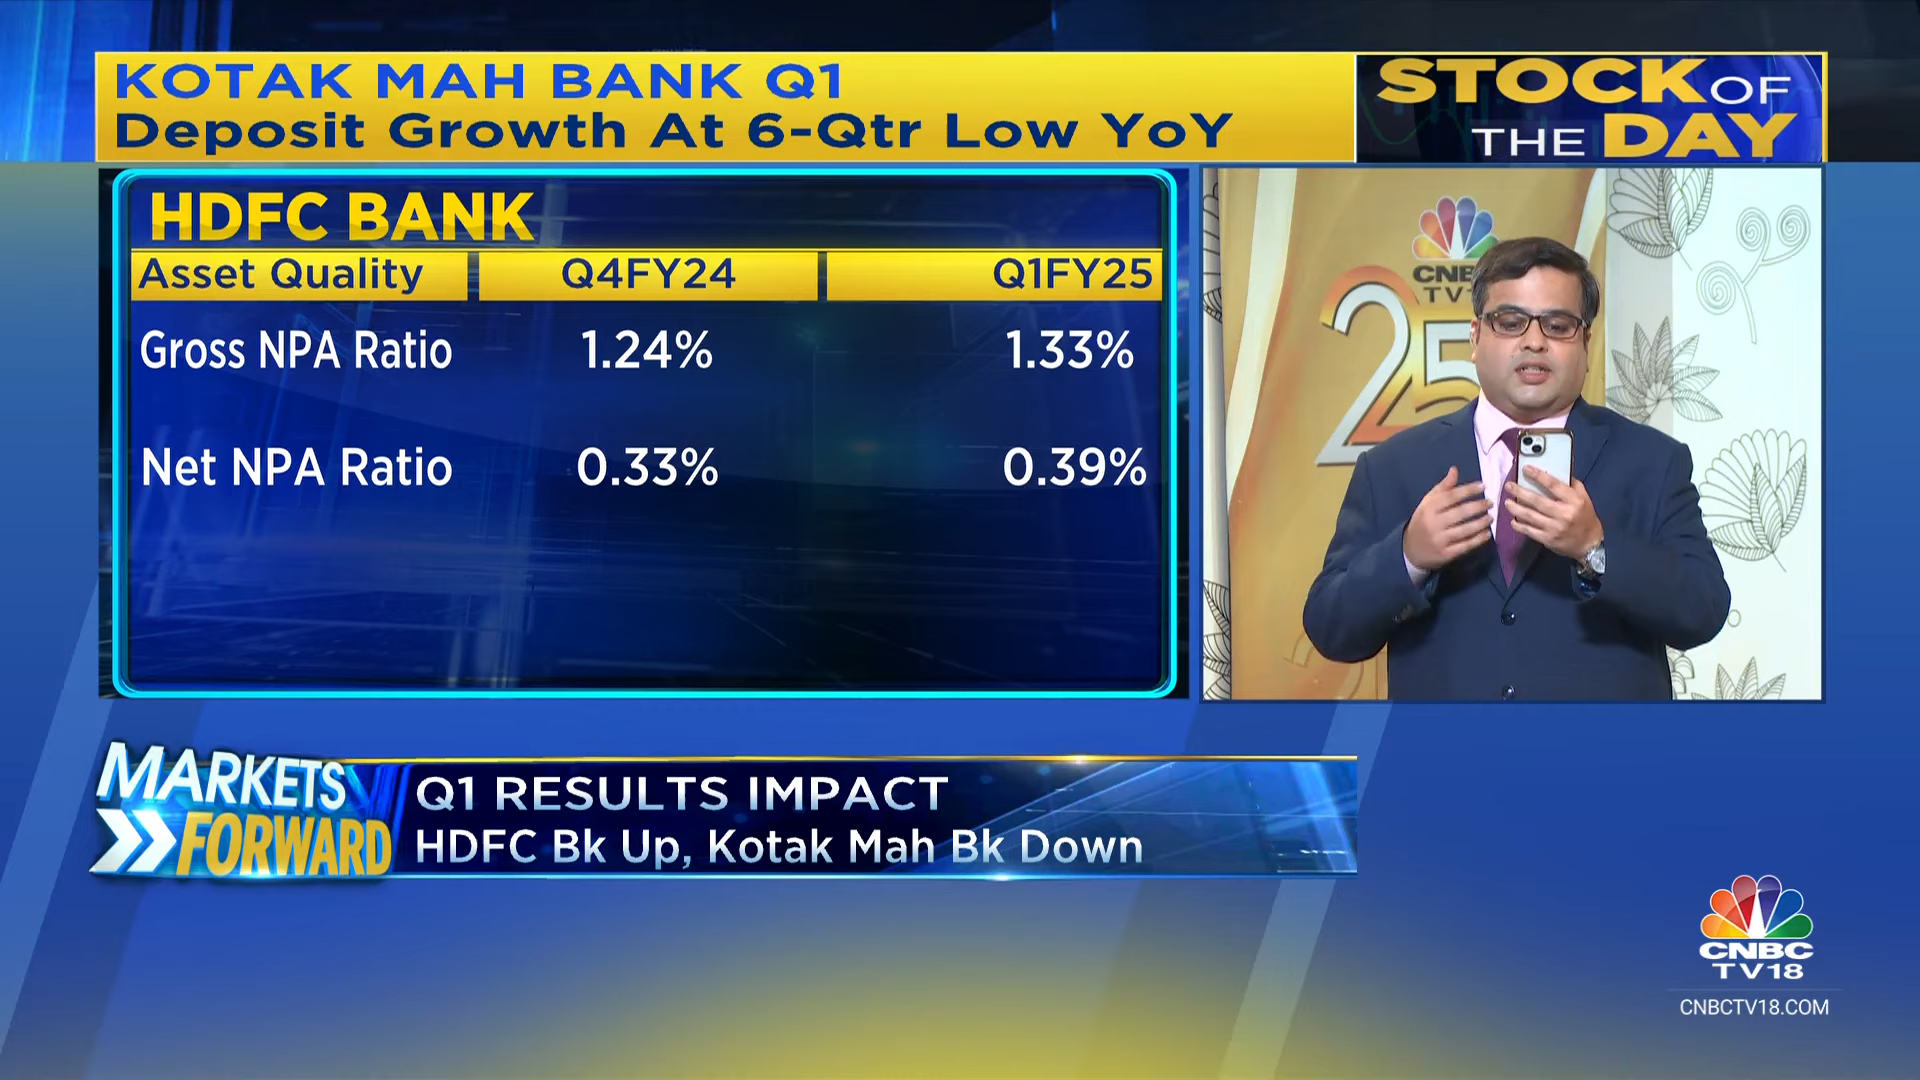 KOTAK MAH BANK Q1
Deposit Growth At 6-Qtr Low YoY
STOCK OF
THE DAY
HDFC BANK
Asset Quality Q4FY24 Q1FY25
Gross NPA Ratio 1.24% 1.33%
Net NPA Ratio 0.33% 0.39%
25
MARKETS
FORWARD
Q1 RESULTS IMPACT
HDFC Bk Up, Kotak Mah Bk Down
CNBC
TV18
CNBCTV18.COM